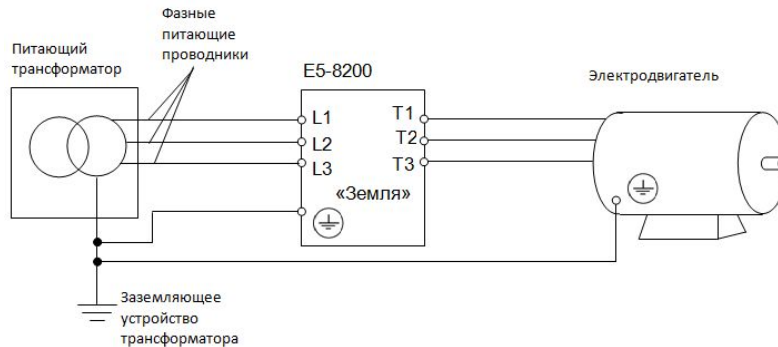 Фазные
питающие
проводники
Питающий
трансформатор
E5-8200
Электродвигатель
L1
L2
L3
T1
T2
T3
«Земля»
Заземляющее
устройство
трансформатора